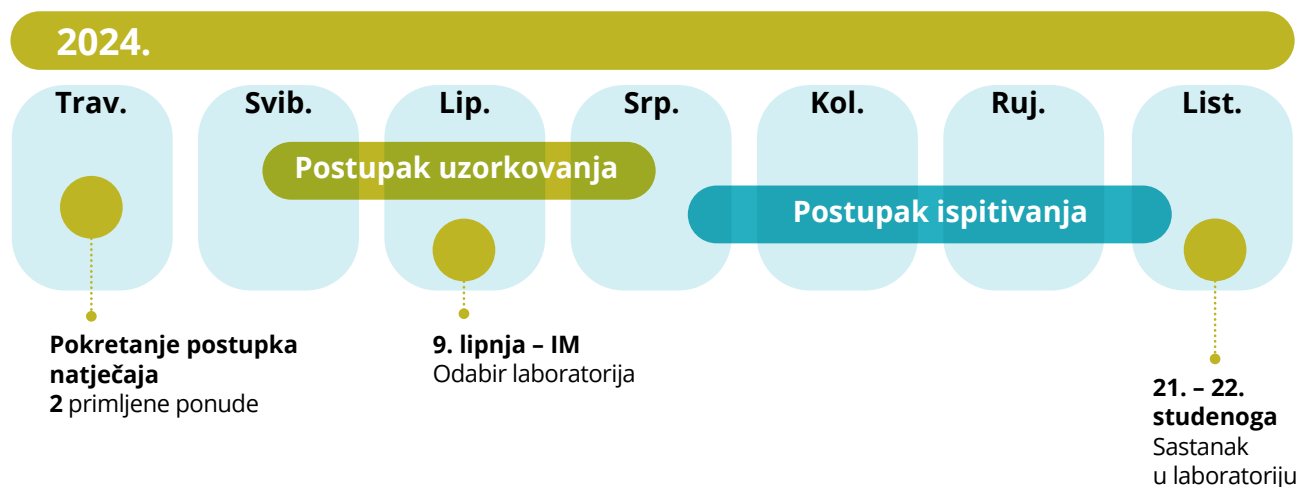 2024.
Trav.
Svib.
Lip.
Srp.
Kol.
Ruj.
List.
Postupak uzorkovanja
Postupak ispitivanja
Pokretanje postupka
natječaja
2 primljene ponude
9. lipnja – IM
Odabir laboratorija
21. – 22.
studenoga
Sastanak
u laboratoriju